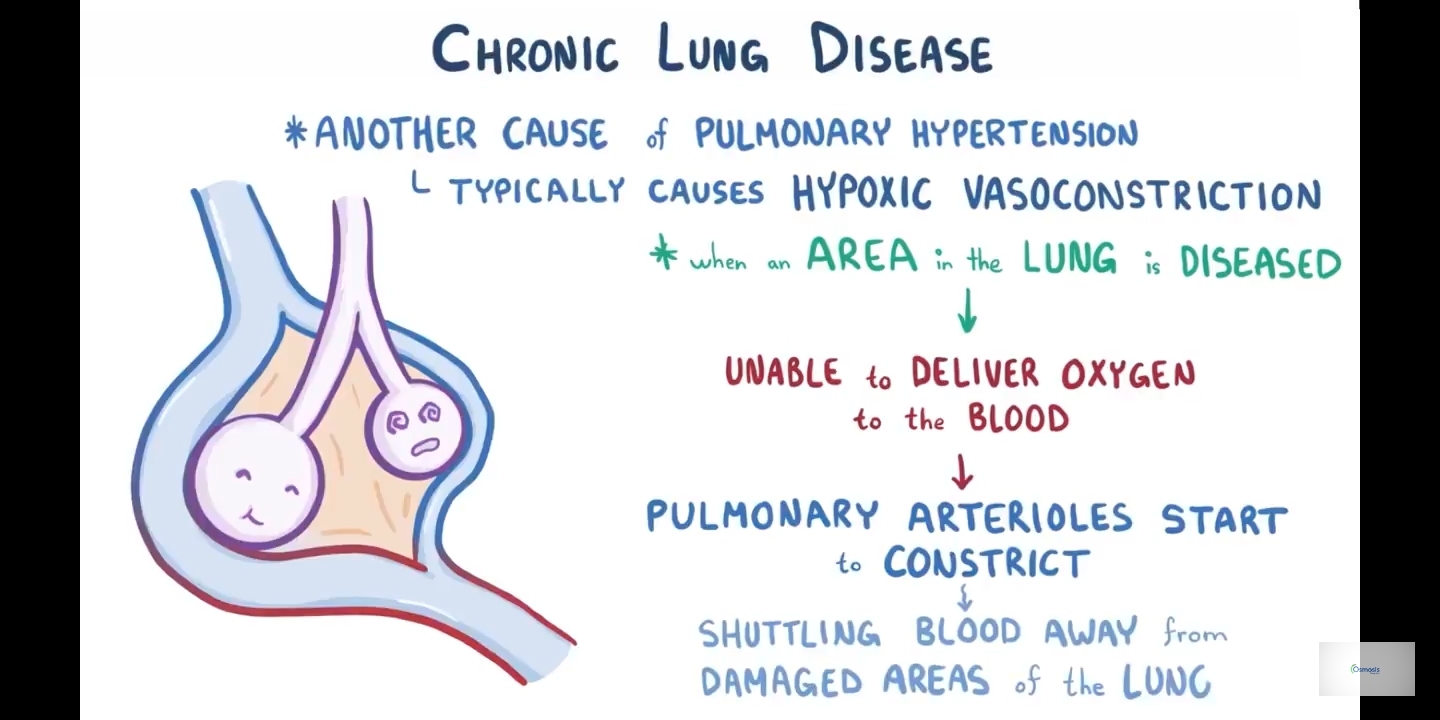 CHRONIC LUNG DISEASE
*ANOTHER CAUSE of PULMONARY HYPERTENSION
└ TYPICALLY CAUSES HYPOXIC VASOCONSTRICTION
* when an AREA in the LUNG is DISEASED
↓
UNABLE to DELIVER OXYGEN
to the BLOOD
↓
PULMONARY ARTERIOLES START
to CONSTRICT
↓
SHUTTLING BLOOD AWAY from
DAMAGED AREAS of the LUNG
Osmosis